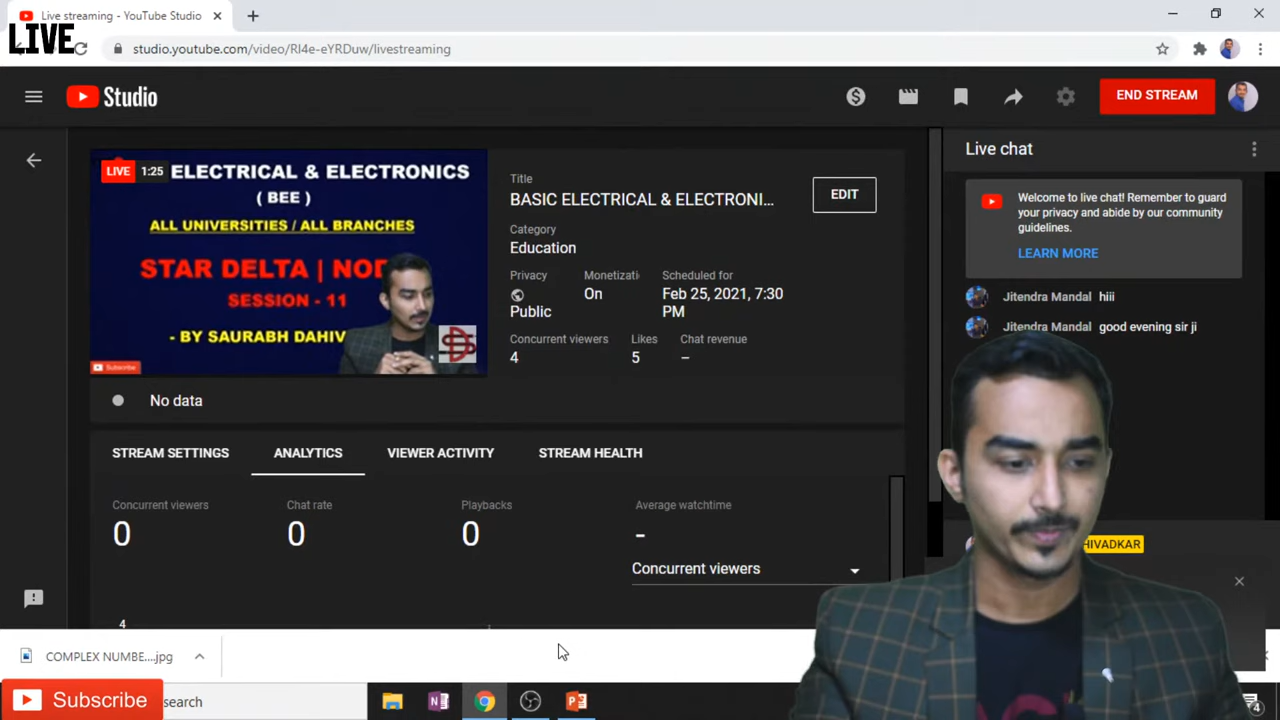 Live streaming - YouTube Studio
LIVE
studio.youtube.com/video/RI4e-eYRDuw/livestreaming
Studio
END STREAM
LIVE 1:25 ELECTRICAL & ELECTRONICS
( BEE )
ALL UNIVERSITIES / ALL BRANCHES
STAR DELTA | NOD
SESSION - 11
- BY SAURABH DAHIV
Subscribe
Title
BASIC ELECTRICAL & ELECTRONI...
EDIT
Category
Education
Privacy
Public
Monetizati
On
Scheduled for
Feb 25, 2021, 7:30
PM
Concurrent viewers
4
Likes
5
Chat revenue
–
No data
STREAM SETTINGS
ANALYTICS
VIEWER ACTIVITY
STREAM HEALTH
Concurrent viewers
0
Chat rate
0
Playbacks
0
Average watchtime
-
Concurrent viewers
4
Live chat
Welcome to live chat! Remember to guard
your privacy and abide by our community
guidelines.
LEARN MORE
Jitendra Mandal hiii
Jitendra Mandal good evening sir ji
HIVADKAR
COMPLEX NUMBE....jpg
Subscribe
search
4